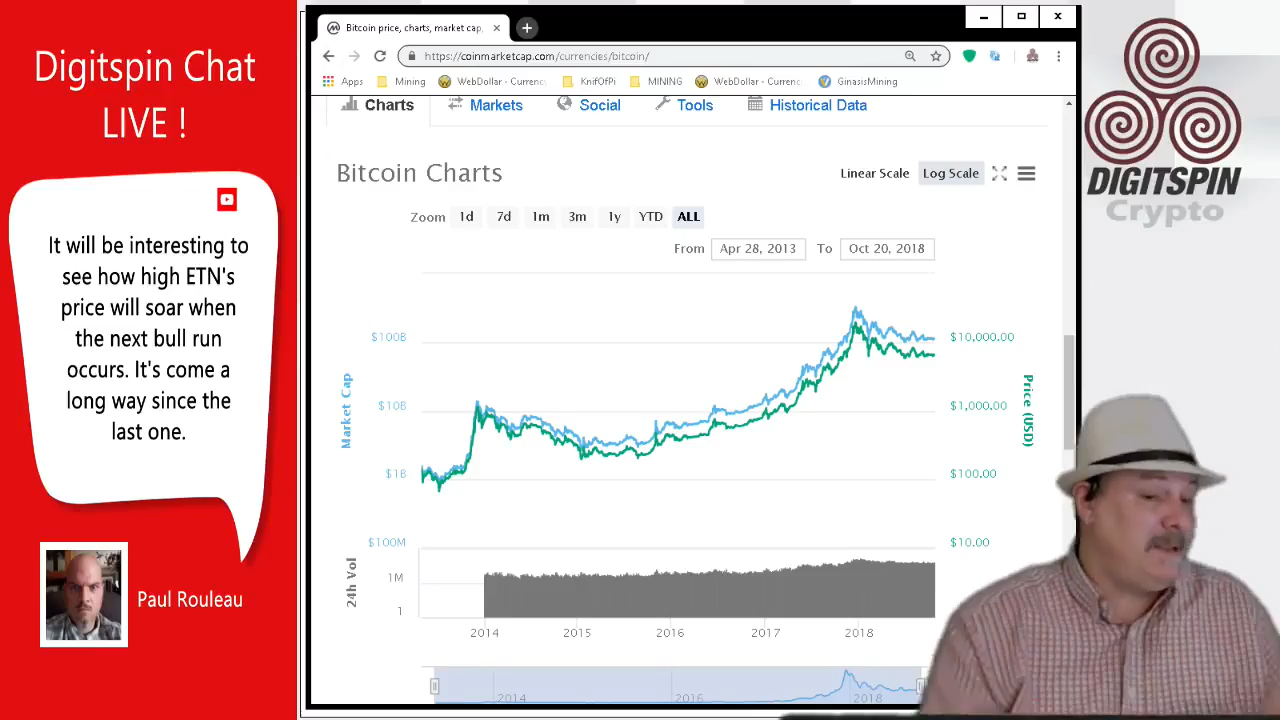 Digitspin Chat
LIVE !
It will be interesting to
see how high ETN's
price will soar when
the next bull run
occurs. It's come a
long way since the
last one.
Paul Rouleau
Bitcoin price, charts, market cap,
https://coinmarketcap.com/currencies/bitcoin/
Apps Mining WebDollar - Currenc KnifOfPi MINING WebDollar - Currenc GinasisMining
Charts Markets Social Tools Historical Data
Bitcoin Charts
Linear Scale Log Scale
Zoom 1d 7d 1m 3m 1y YTD ALL
From Apr 28, 2013 To Oct 20, 2018
$100B $10,000.00
$10B $1,000.00
$1B $100.00
$100M $10.00
Market Cap
Price (USD)
24h Vol
1M
1
2014 2015 2016 2017 2018
2014 2016 2018
DIGITSPIN
Crypto